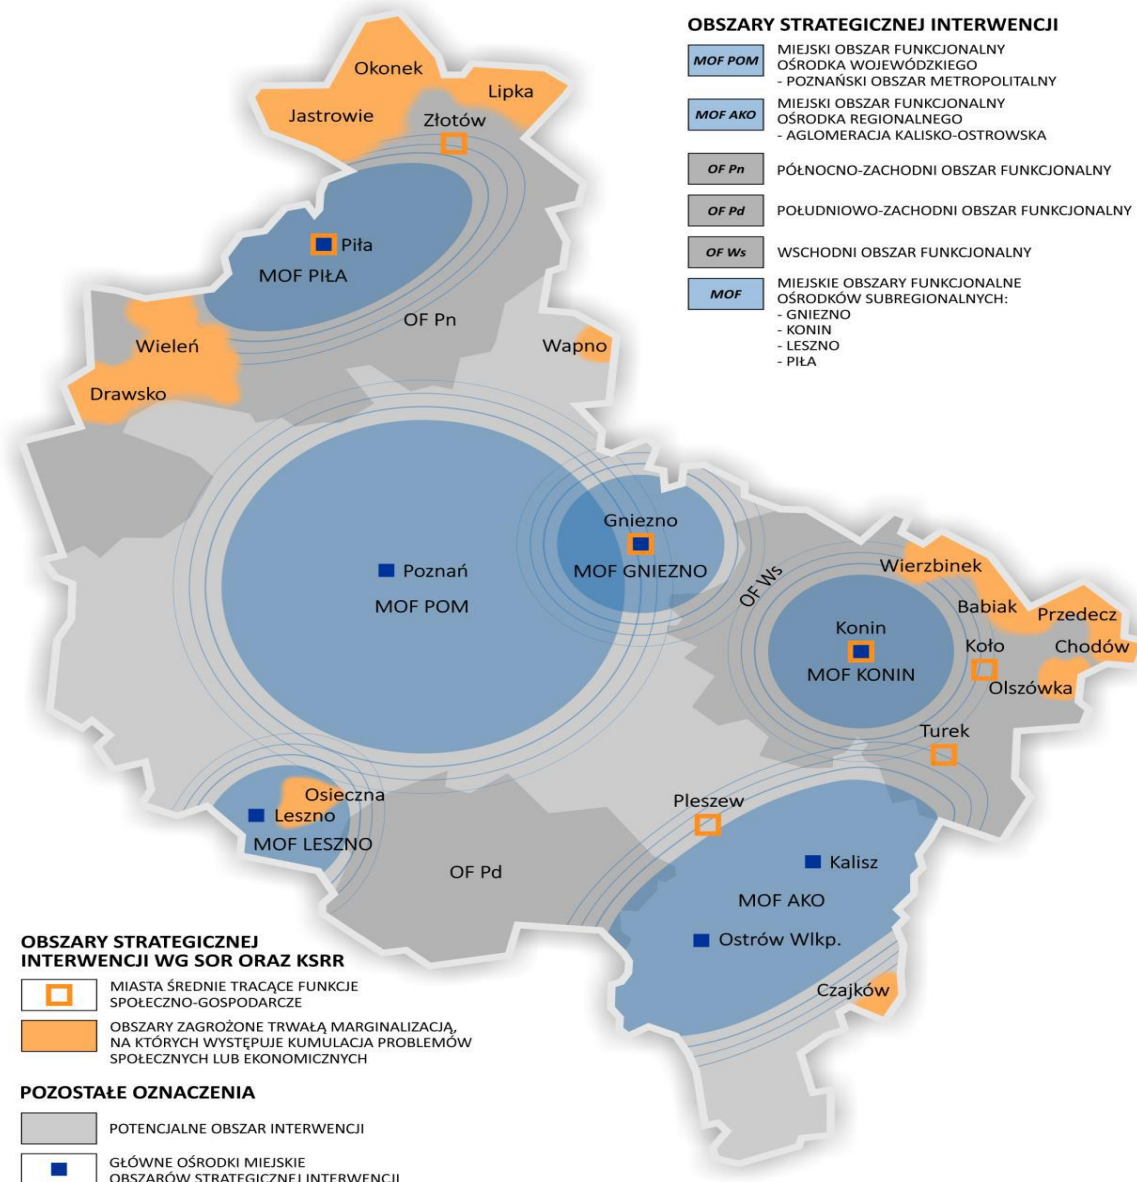 OBSZARY STRATEGICZNEJ INTERWENCJI
MOF POM
MIEJSKI OBSZAR FUNKCJONALNY
OŚRODKA WOJEWÓDZKIEGO
- POZNAŃSKI OBSZAR METROPOLITALNY
MOF AKO
MIEJSKI OBSZAR FUNKCJONALNY
OŚRODKA REGIONALNEGO
- AGLOMERACJA KALISKO-OSTROWSKA
OF Pn
PÓŁNOCNO-ZACHODNI OBSZAR FUNKCJONALNY
OF Pd
POŁUDNIOWO-ZACHODNI OBSZAR FUNKCJONALNY
OF Ws
WSCHODNI OBSZAR FUNKCJONALNY
MOF
MIEJSKIE OBSZARY FUNKCJONALNE
OŚRODKÓW SUBREGIONALNYCH:
- GNIEZNO
- KONIN
- LESZNO
- PIŁA
Okonek
Lipka
Jastrowie
Złotów
Piła
MOF PIŁA
OF Pn
Wieleń
Wapno
Drawsko
Gniezno
MOF GNIEZNO
Poznań
MOF POM
OF Ws
Wierzbinek
Babiak
Przedecz
Konin
Koło
Chodów
MOF KONIN
Olszówka
Turek
Osieczna
Leszno
MOF LESZNO
Pleszew
OF Pd
Kalisz
MOF AKO
Ostrów Wlkp.
Czajków
OBSZARY STRATEGICZNEJ
INTERWENCJI WG SOR ORAZ KSRR
MIASTA ŚREDNIE TRACĄCE FUNKCJE
SPOŁECZNO-GOSPODARCZE
OBSZARY ZAGROŻONE TRWAŁĄ MARGINALIZACJĄ,
NA KTÓRYCH WYSTĘPUJE KUMULACJA PROBLEMÓW
SPOŁECZNYCH LUB EKONOMICZNYCH
POZOSTAŁE OZNACZENIA
POTENCJALNE OBSZAR INTERWENCJI
GŁÓWNE OŚRODKI MIEJSKIE
OBSZARÓW STRATEGICZNEJ INTERWENCJI